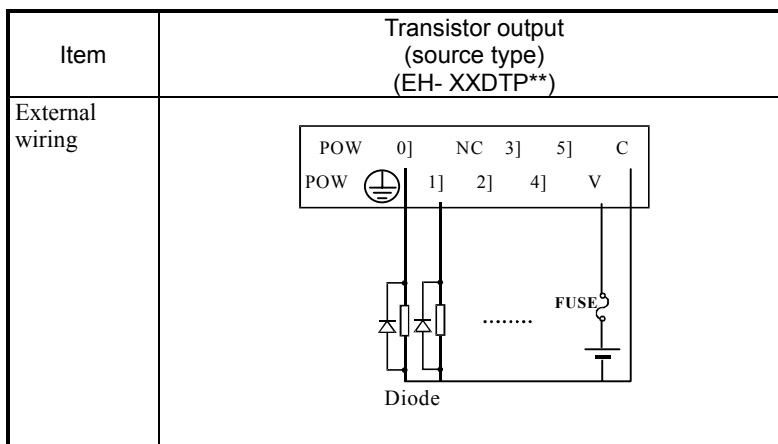 Item
Transistor output
(source type)
(EH- XXDTP**)
External
wiring
POW 0] NC 3] 5] C
POW 1] 2] 4] V
FUSE
........
Diode